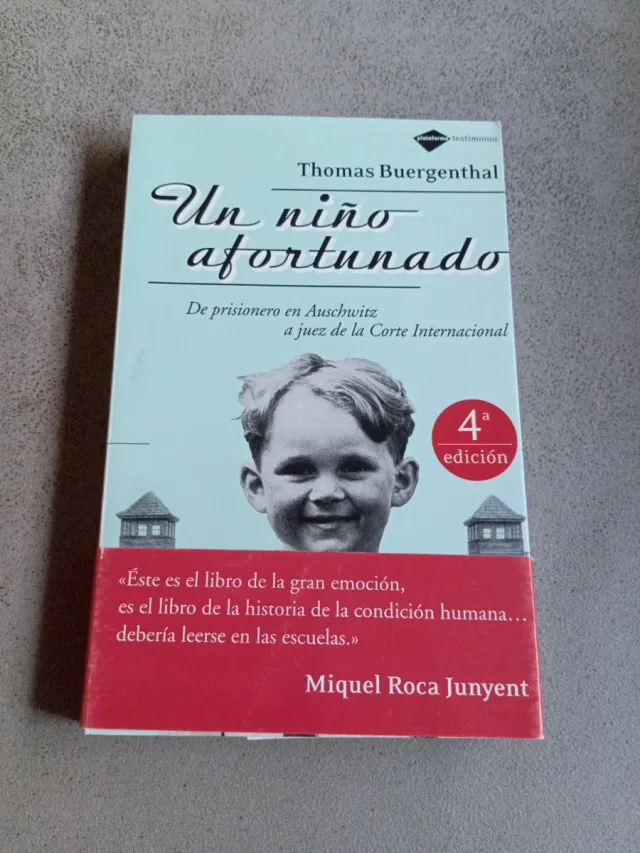 plataforma testimonio
Thomas Buergenthal
Un niño
afortunado
De prisionero en Auschwitz
a juez de la Corte Internacional
4ª
edición
«Éste es el libro de la gran emoción,
es el libro de la historia de la condición humana…
debería leerse en las escuelas.»
Miquel Roca Junyent